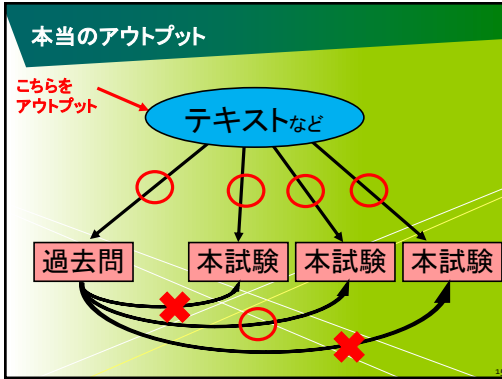 本当のアウトプット
こちらを
アウトプット
テキストなど
過去問
本試験
本試験
本試験